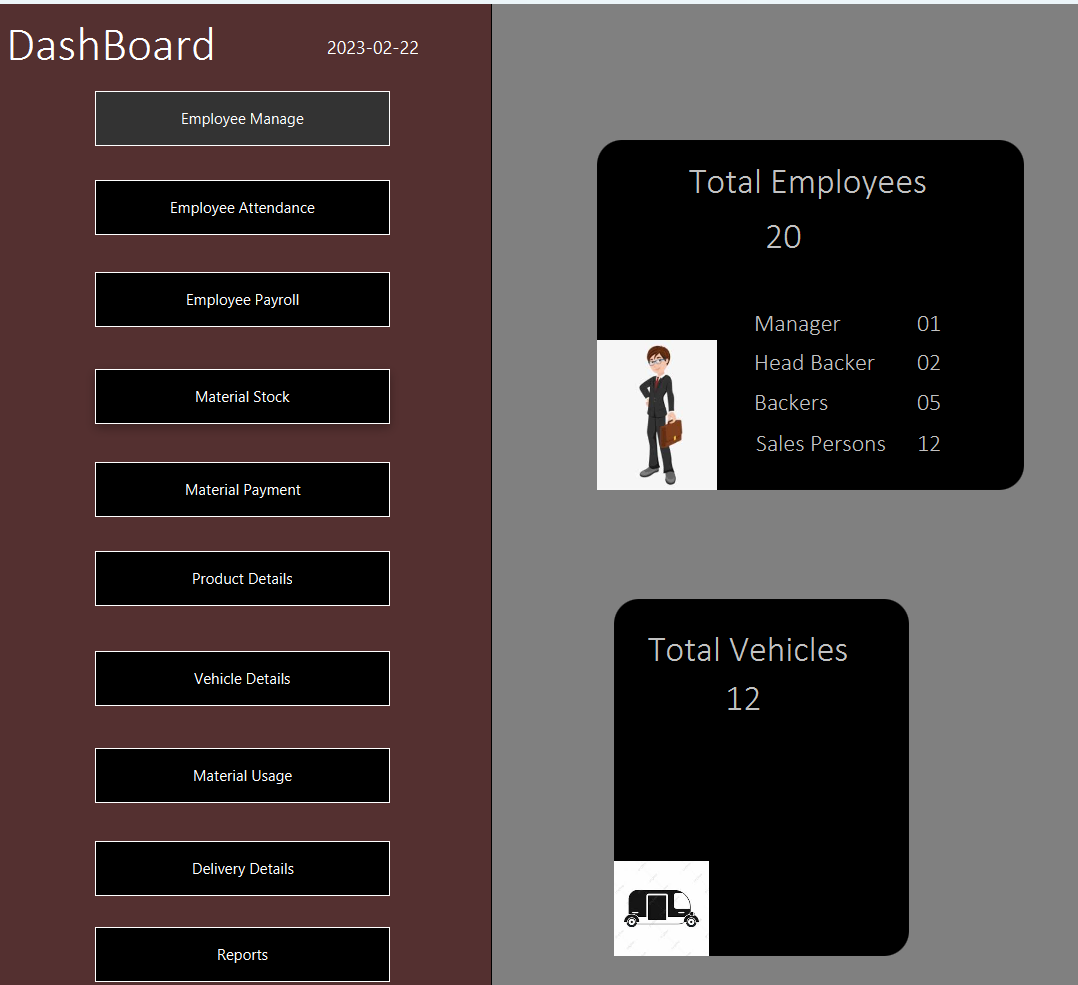 DashBoard
2023-02-22
Employee Manage
Employee Attendance
Employee Payroll
Material Stock
Material Payment
Product Details
Vehicle Details
Material Usage
Delivery Details
Reports
Total Employees
20
Manager 01
Head Backer 02
Backers 05
Sales Persons 12
Total Vehicles
12